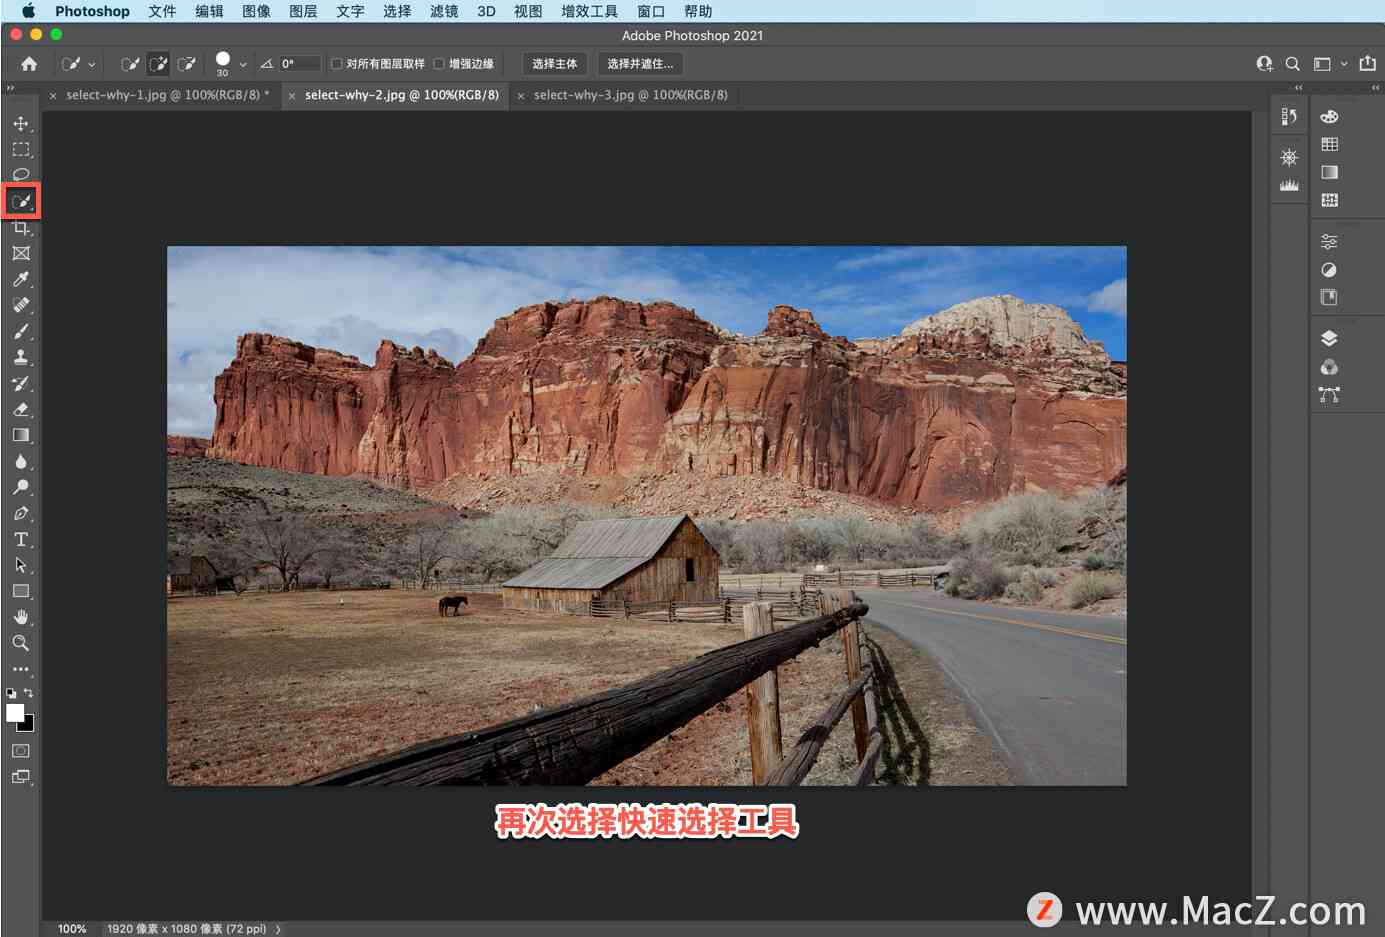 Photoshop 文件 编辑 图像 图层 文字 选择 滤镜 3D 视图 增效工具 窗口 帮助
Adobe Photoshop 2021
30 0° 对所有图层取样 增强边缘 选择主体 选择并遮住...
select-why-1.jpg @ 100%(RGB/8) * select-why-2.jpg @ 100%(RGB/8) select-why-3.jpg @ 100%(RGB/8)
再次选择快速选择工具
Z www.MacZ.com
100% 1920 像素 x 1080 像素 (72 ppi)